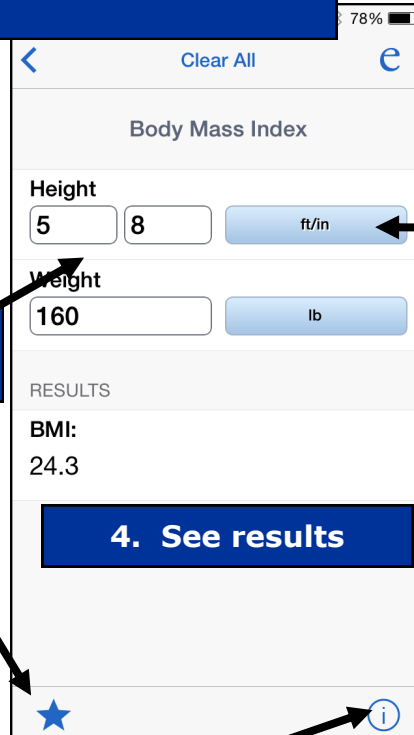 78%
Clear All e
Body Mass Index
Height
5 8 ft/in
Weight
160 lb
RESULTS
BMI:
24.3
4. See results
i